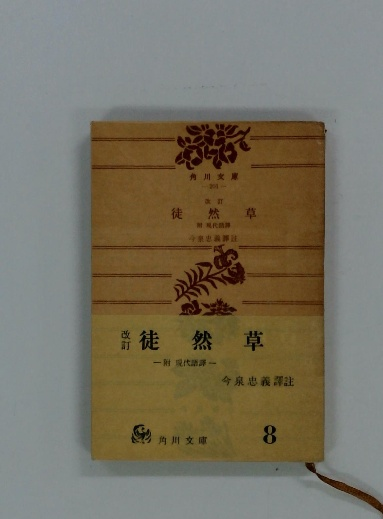 角川文庫
改訂
徒然草
附 現代語譯
今泉忠義譯註
改訂 徒然草
―附 現代語譯―
今泉忠義譯註
角川文庫 8